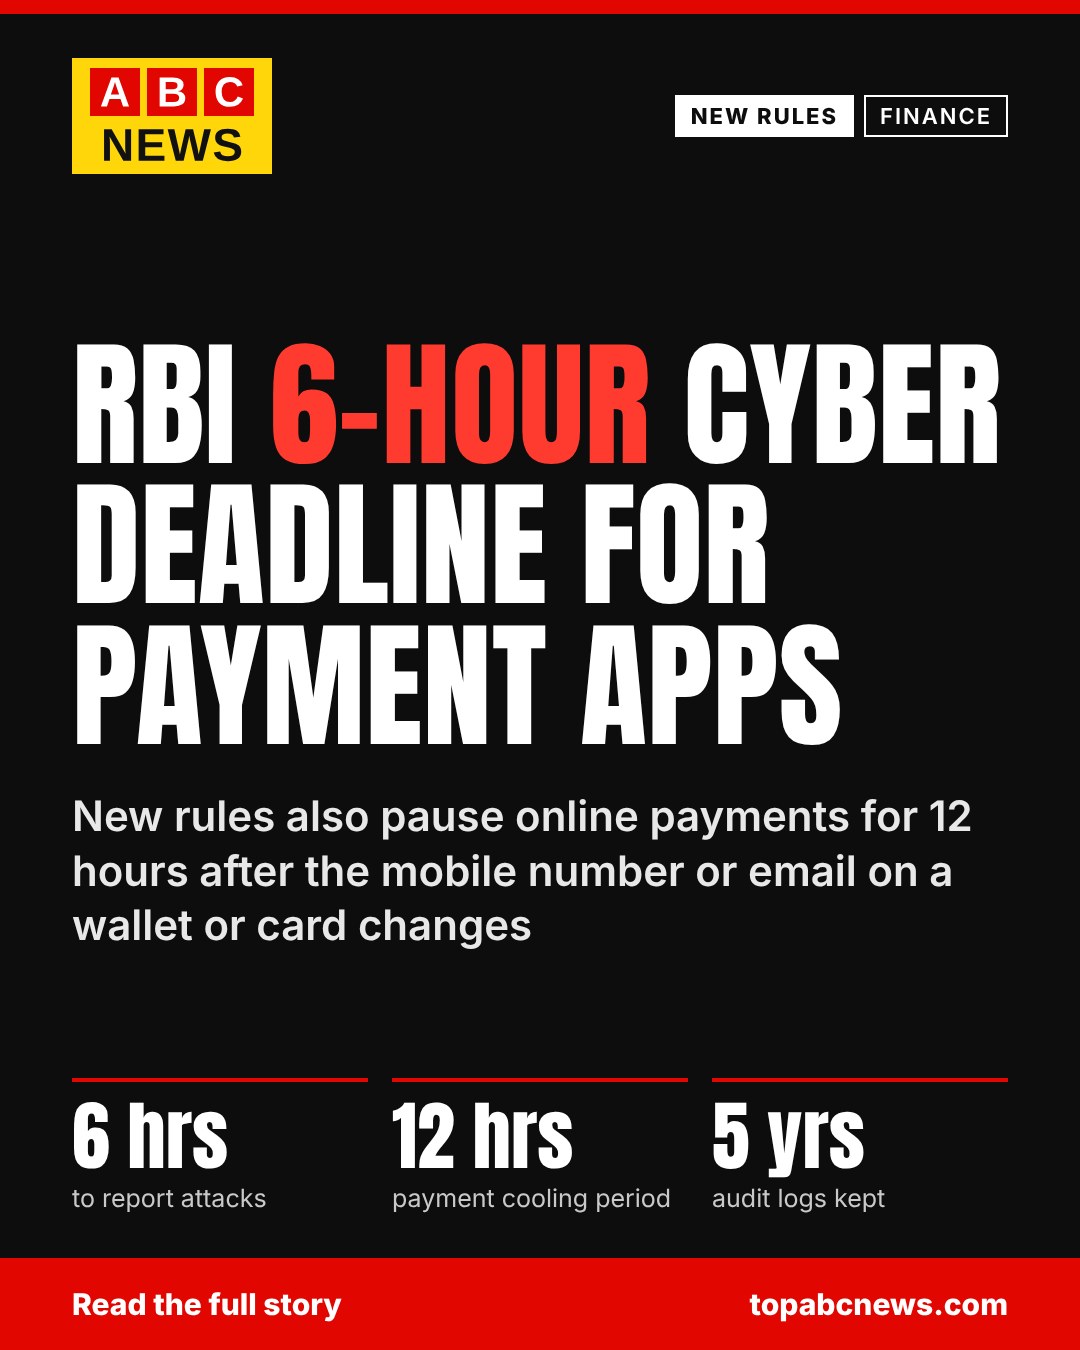 ABC
NEWS
NEW RULES
FINANCE
RBI 6-HOUR CYBER
DEADLINE FOR
PAYMENT APPS
New rules also pause online payments for 12
hours after the mobile number or email on a
wallet or card changes
6 hrs
to report attacks
12 hrs
payment cooling period
5 yrs
audit logs kept
Read the full story
topabcnews.com